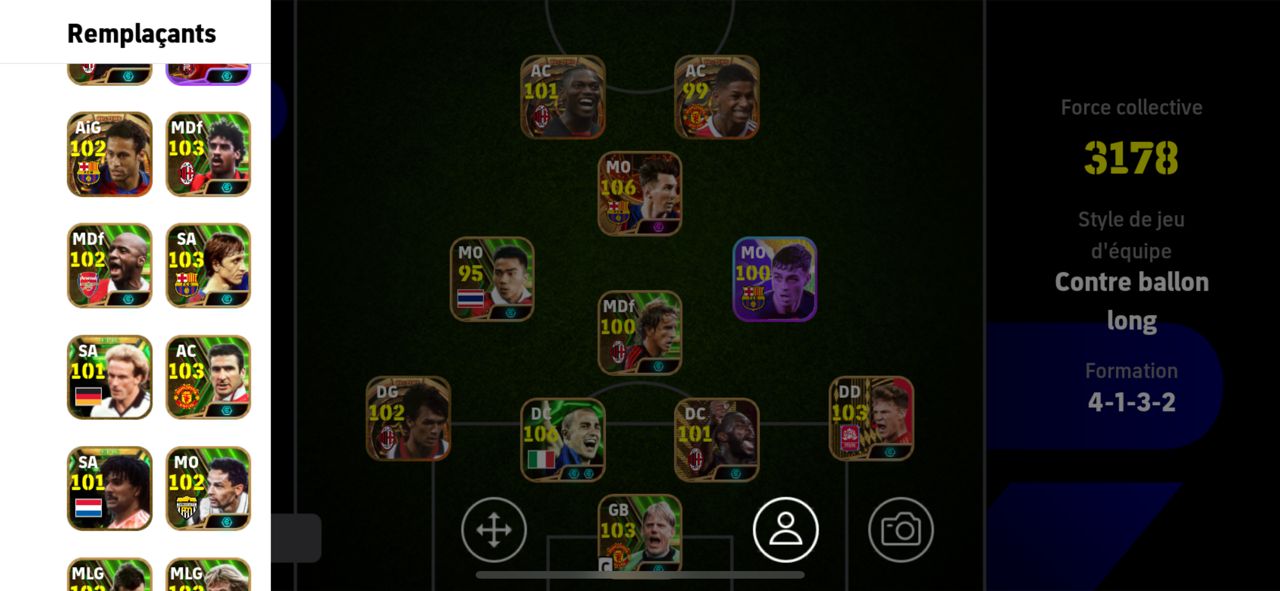 Remplaçants
AiG
102
MDf
103
MDf
102
SA
103
SA
101
AC
103
SA
101
MO
102
MLG
MLG
AC
101
AC
99
MO
106
MO
95
MO
100
MDf
100
DG
102
DC
106
DC
101
DD
103
GB
103
C
Force collective
3178
Style de jeu
d'équipe
Contre ballon
long
Formation
4-1-3-2